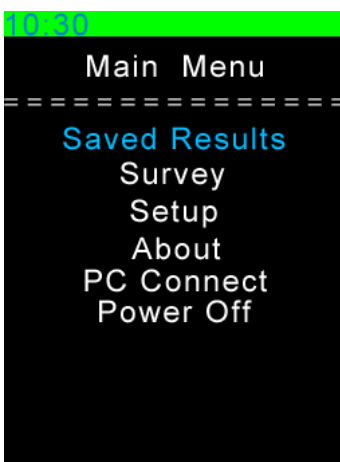 10:30
Main Menu
================
Saved Results
Survey
Setup
About
PC Connect
Power Off